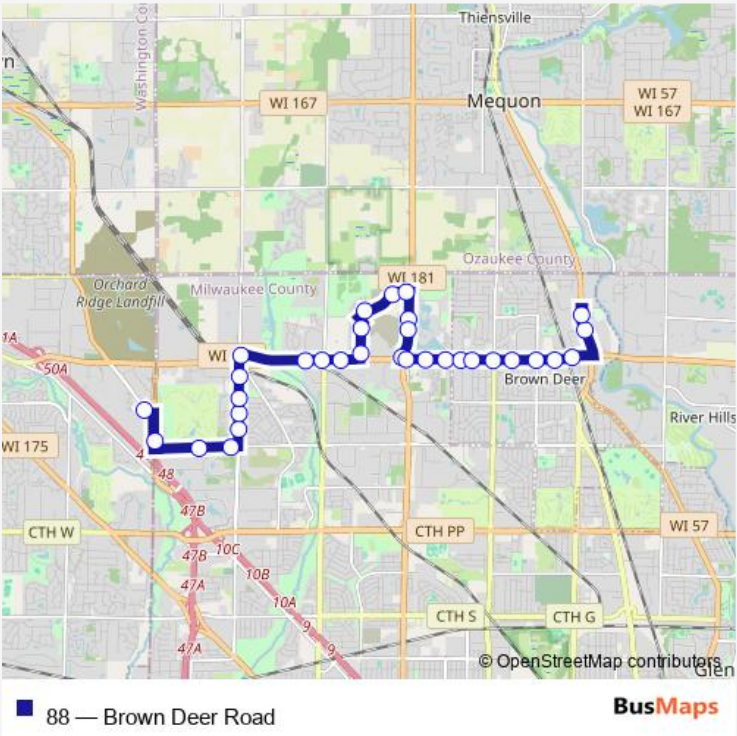 Thiensville
Washington Co
WI 57
WI 167
WI 167
Mequon
WI 181
Ozaukee County
Orchard
Ridge Landfill
Milwaukee County
1A
50A
WI
Brown Deer
River Hills
WI 175
4
48
47B
CTH W
CTH PP
WI 57
47B
10C
10B
47A
10A
CTH S
CTH G
9
9
47A
© OpenStreetMap contributors
Glen
88 — Brown Deer Road
BusMaps